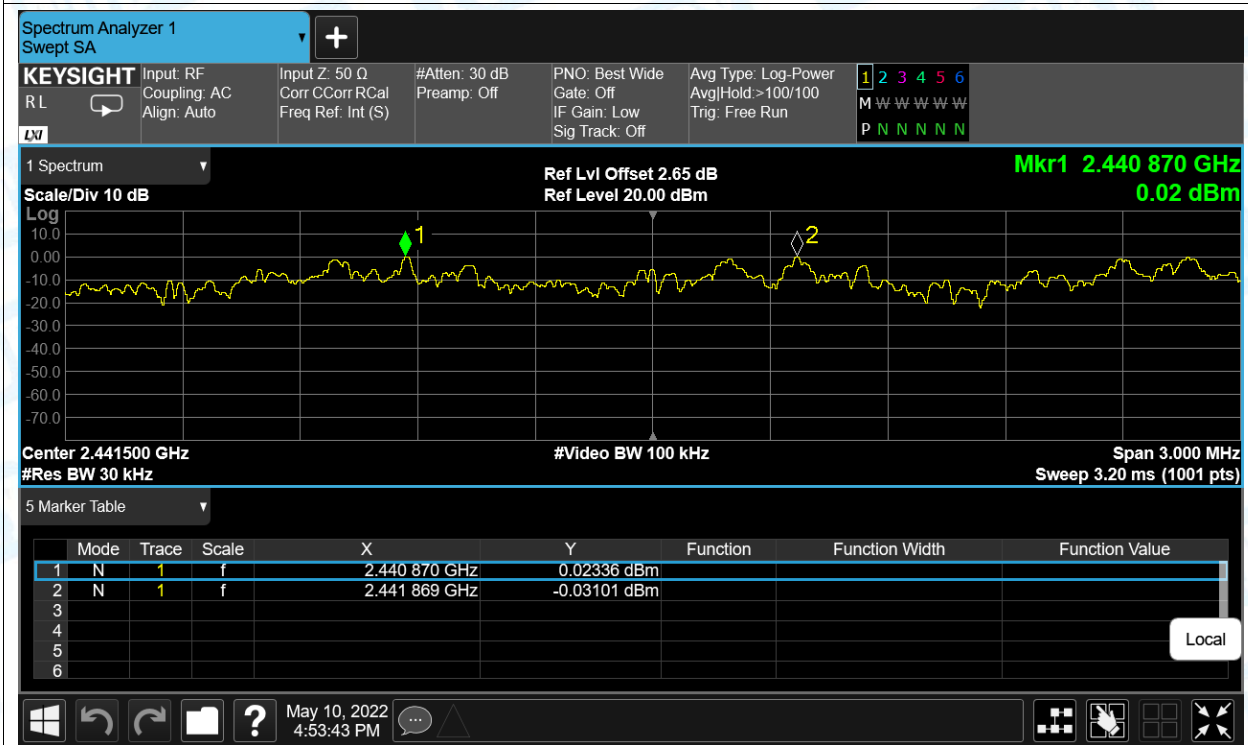 Spectrum Analyzer 1
Swept SA
KEYSIGHT
RL
LXI
Input: RF
Coupling: AC
Align: Auto
Input Z: 50 Ω
Corr CCorr RCal
Freq Ref: Int (S)
#Atten: 30 dB
Preamp: Off
PNO: Best Wide
Gate: Off
IF Gain: Low
Sig Track: Off
Avg Type: Log-Power
Avg|Hold:>100/100
Trig: Free Run
1 2 3 4 5 6
M W W W W W
P N N N N N
1 Spectrum
Scale/Div 10 dB
Ref Lvl Offset 2.65 dB
Ref Level 20.00 dBm
Mkr1 2.440 870 GHz
0.02 dBm
Log
10.0
0.00
-10.0
-20.0
-30.0
-40.0
-50.0
-60.0
-70.0
1
2
Center 2.441500 GHz
#Video BW 100 kHz
Span 3.000 MHz
#Res BW 30 kHz
Sweep 3.20 ms (1001 pts)
5 Marker Table
Mode Trace Scale X Y Function Function Width Function Value
1 N 1 f 2.440 870 GHz 0.02336 dBm
2 N 1 f 2.441 869 GHz -0.03101 dBm
3
4
5
6
Local
?
May 10, 2022
4:53:43 PM